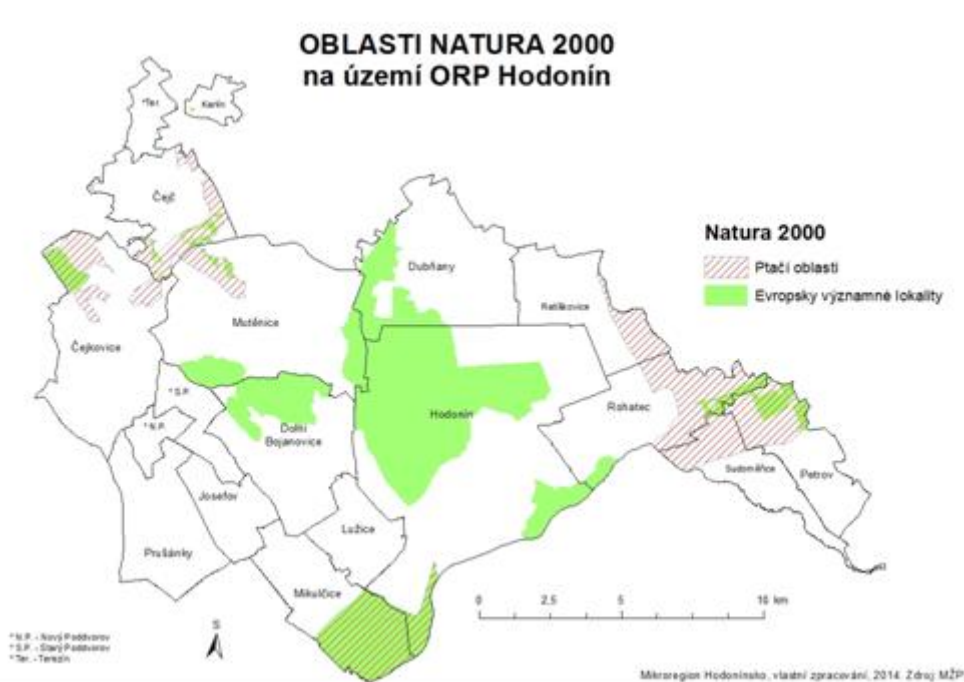 OBLASTI NATURA 2000
na území ORP Hodonín
*Ter.
Karlín
Čejč
Dubňany
Ratíškovice
Mutěnice
Čejkovice
* S.P.
* N.P.
Dolní
Bojanovice
Hodonín
Rohatec
Sudoměřice
Petrov
Josefov
Lužice
Prušánky
Mikulčice
Natura 2000
Ptačí oblasti
Evropsky významné lokality
0 2,5 5 10 km
S
* N.P. - Nový Poddvorov
* S.P. - Starý Poddvorov
* Ter. - Terezín
Mikroregion Hodonínsko, vlastní zpracování, 2014. Zdroj: MŽP